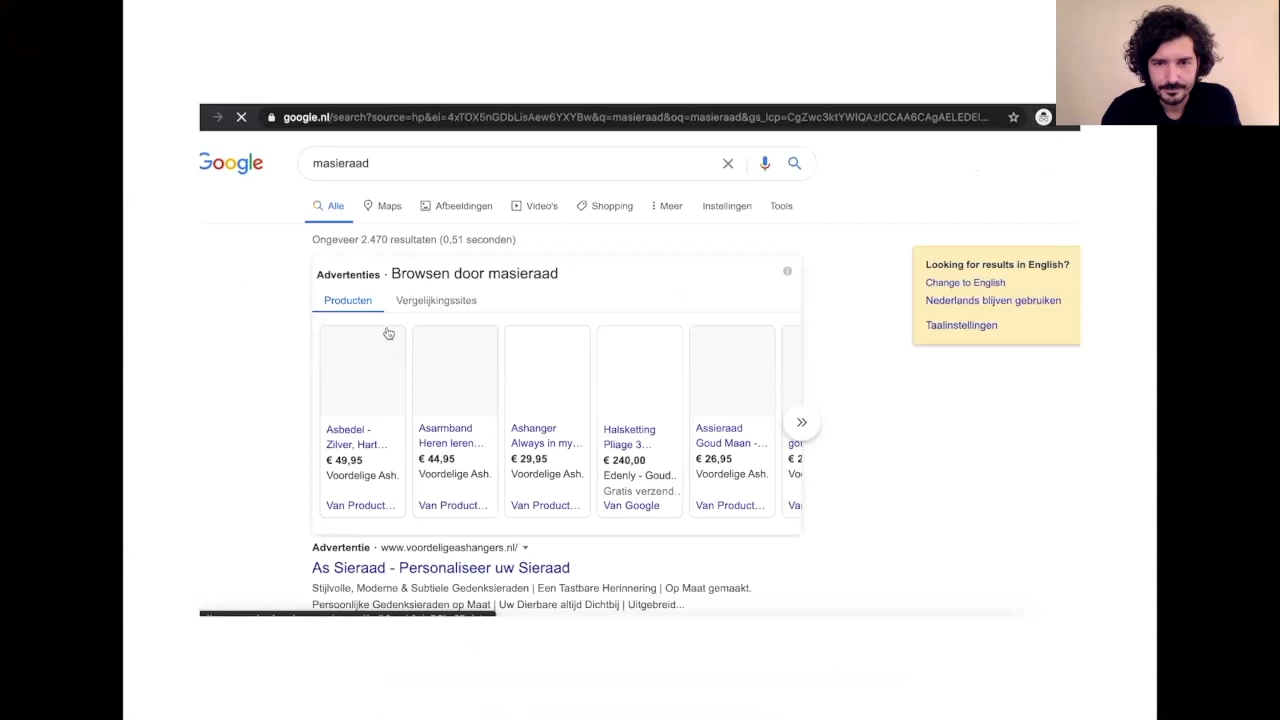 google.nl/search?source=hp&ei=4xTOX5nGDbLisAew6YXYBw&q=masieraad&oq=masieraad&gs_lcp=CgZwc3ktYWIQAzICCAA6CAgAELEDEI...
Google
masieraad
Alle Maps Afbeeldingen Video's Shopping Meer Instellingen Tools
Ongeveer 2.470 resultaten (0,51 seconden)
Advertenties · Browsen door masieraad
Producten Vergelijkingssites
Asbedel -
Zilver, Hart...
€ 49,95
Voordelige Ash.
Van Product...
Asarmband
Heren leren...
€ 44,95
Voordelige Ash.
Van Product...
Ashanger
Always in my...
€ 29,95
Voordelige Ash.
Van Product...
Halsketting
Pliage 3...
€ 240,00
Edenly - Goud..
Gratis verzend..
Van Google
Assieraad
Goud Maan -...
€ 26,95
Voordelige Ash.
Van Product...
Looking for results in English?
Change to English
Nederlands blijven gebruiken
Taalinstellingen
Advertentie · www.voordeligeashangers.nl/
As Sieraad - Personaliseer uw Sieraad
Stijlvolle, Moderne & Subtiele Gedenksieraden | Een Tastbare Herinnering | Op Maat gemaakt.
Persoonlijke Gedenksieraden op Maat | Uw Dierbare altijd Dichtbij | Uitgebreid...